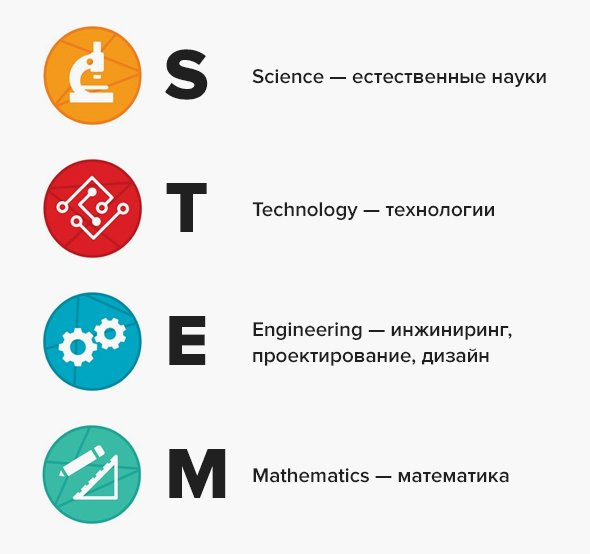 S
Science — естественные науки
T
Technology — технологии
E
Engineering — инжиниринг,
проектирование, дизайн
M
Mathematics — математика